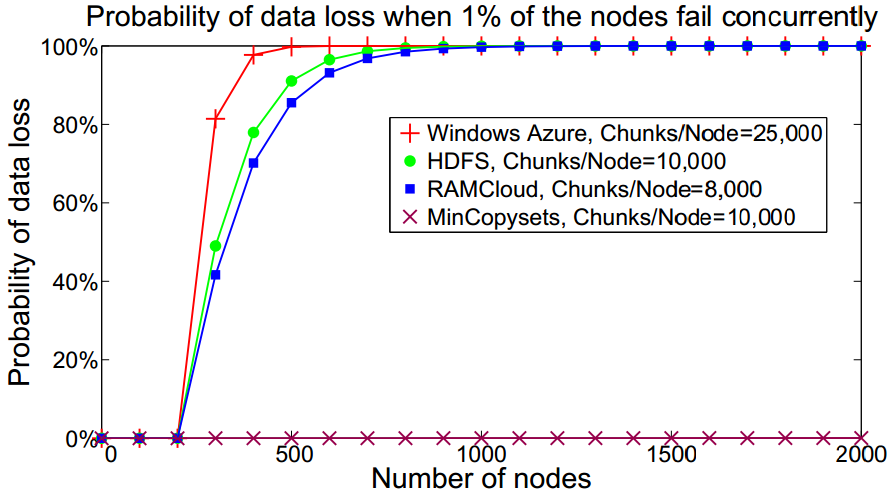 Probability of data loss when 1% of the nodes fail concurrently
100%
80%
60%
40%
20%
0%
Probability of data loss
Windows Azure, Chunks/Node=25,000
HDFS, Chunks/Node=10,000
RAMCloud, Chunks/Node=8,000
MinCopysets, Chunks/Node=10,000
0 500 1000 1500 2000
Number of nodes